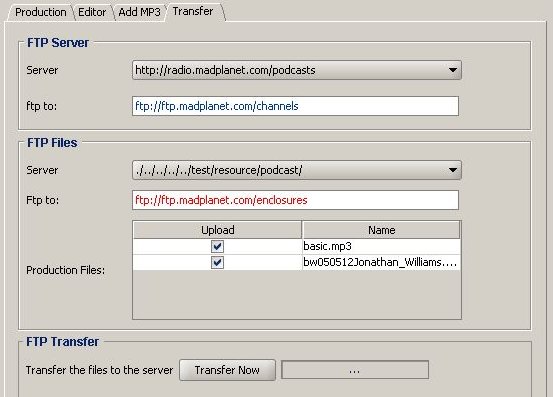 Production Editor Add MP3 Transfer
FTP Server
Server http://radio.madplanet.com/podcasts
ftp to: ftp://ftp.madplanet.com/channels
FTP Files
Server ./../../../../test/resource/podcast/
Ftp to: ftp://ftp.madplanet.com/enclosures
Upload Name
basic.mp3
bw050512Jonathan_Williams....
Production Files:
FTP Transfer
Transfer the files to the server Transfer Now ...